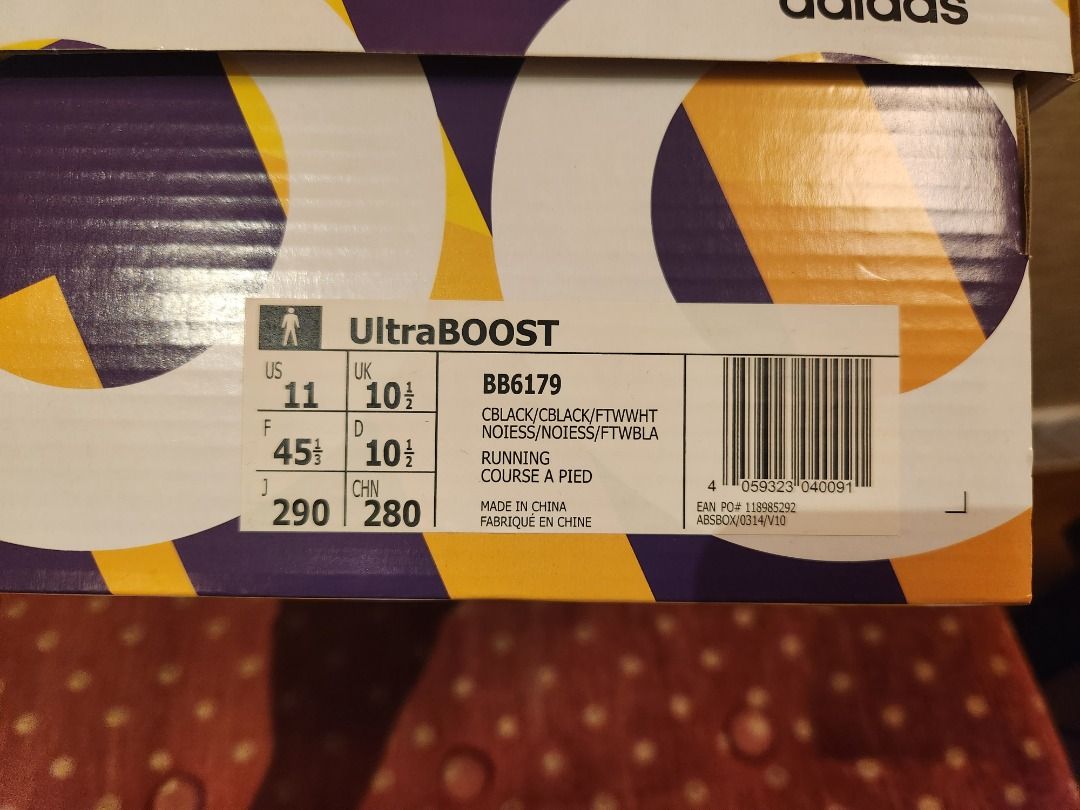 adidas
UltraBOOST
US 11 UK 10 1/2
F 45 1/3 D 10 1/2
J 290 CHN 280
BB6179
CBLACK/CBLACK/FTWWHT
NOIESS/NOIESS/FTWBLA
RUNNING
COURSE A PIED
MADE IN CHINA
FABRIQUÉ EN CHINE
4 059323 040091
EAN PO# 118985292
ABSBOX/0314/V10